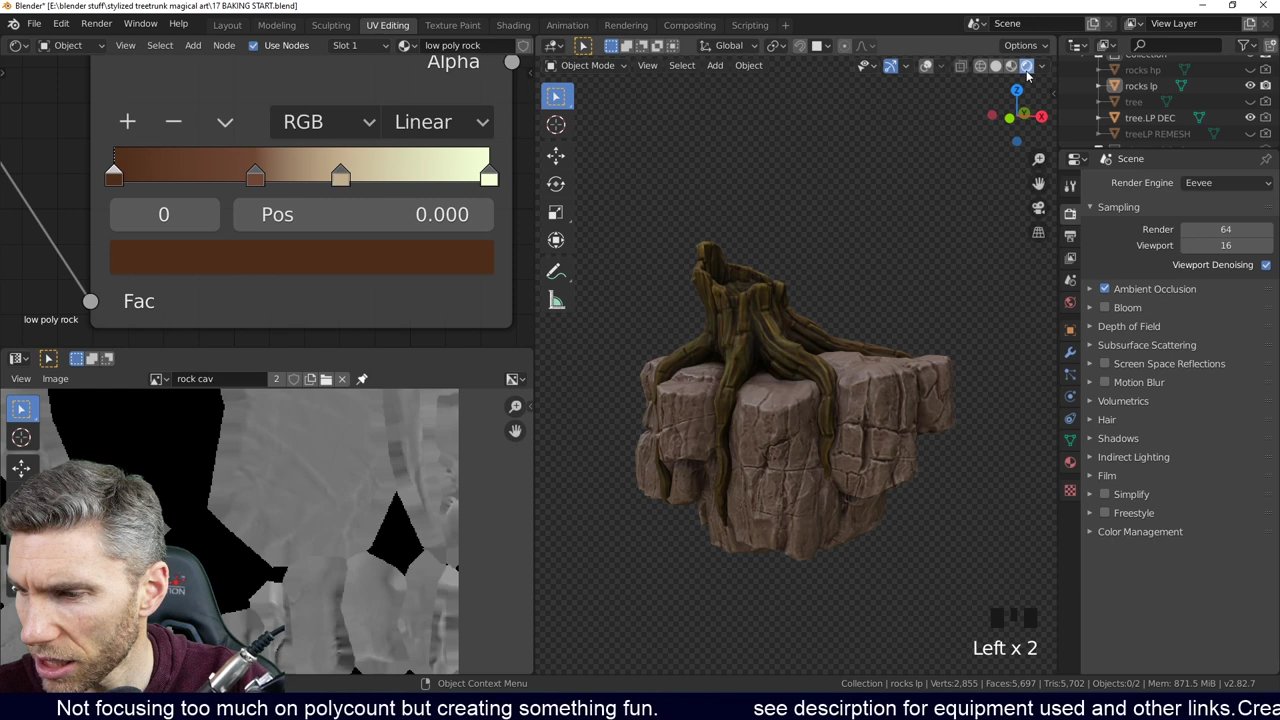 Blender* [E:\blender stuff\stylized treetrunk magical art\17 BAKING START.blend]
File Edit Render Window Help Layout Modeling Sculpting UV Editing Texture Paint Shading Animation Rendering Compositing Scripting Scene View Layer
Object View Select Add Node Use Nodes Slot 1 low poly rock Global Options
Object Mode View Select Add Object
Alpha
Collection
rocks hp
rocks lp
tree
tree.LP DEC
treeLP REMESH
RGB Linear
0 Pos 0.000
Fac
low poly rock
View Image rock cav 2
X
Scene
Render Engine Eevee
Sampling
Render 64
Viewport 16
Viewport Denoising
Ambient Occlusion
Bloom
Depth of Field
Subsurface Scattering
Screen Space Reflections
Motion Blur
Volumetrics
Hair
Shadows
Indirect Lighting
Film
Simplify
Freestyle
Color Management
Left x 2
Object Context Menu
Collection | rocks lp | Verts:2,855 | Faces:5,697 | Tris:5,702 | Objects:0/2 | Mem: 871.5 MiB | v2.82.7
Not focusing too much on polycount but creating something fun. see descirption for equipment used and other links.Crea